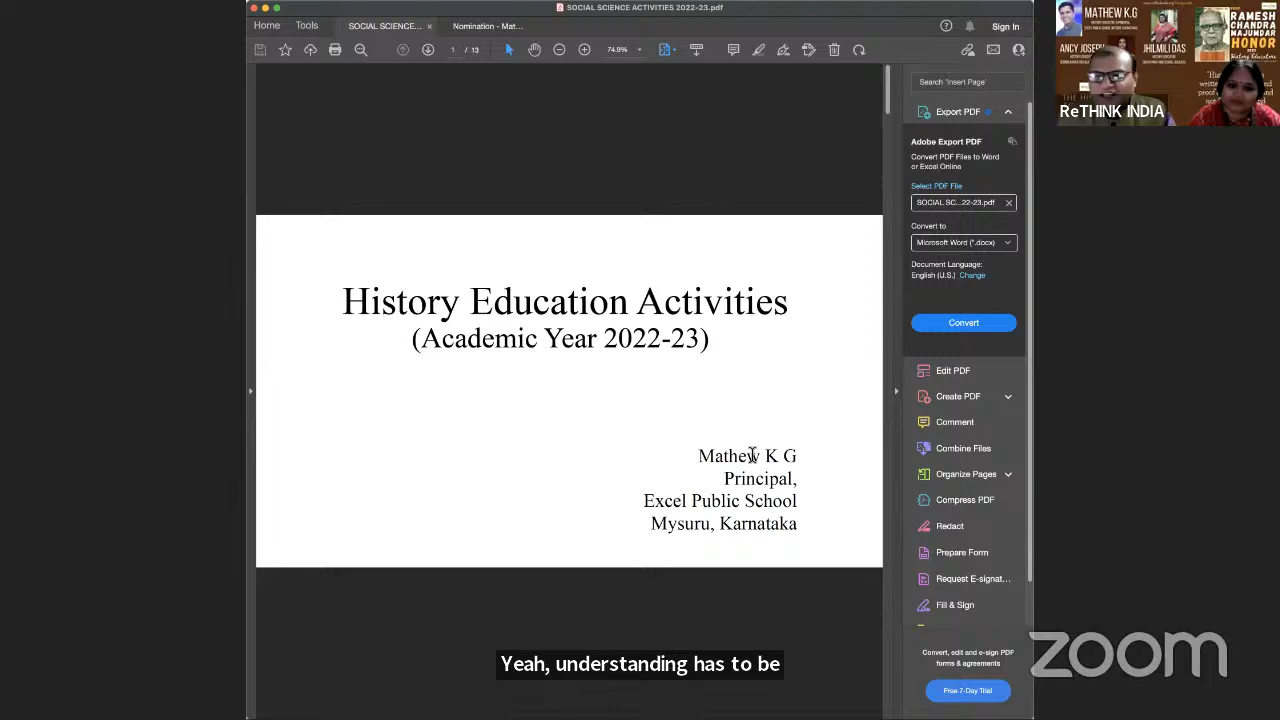 SOCIAL SCIENCE ACTIVITIES 2022-23.pdf
Home
Tools
SOCIAL SCIENCE...
×
Nomination - Mat...
Sign In
1 / 13
74.9%
Search 'Insert Page'
Export PDF
Adobe Export PDF
Convert PDF Files to Word
or Excel Online
Select PDF File
SOCIAL SC...22-23.pdf
Convert to
Microsoft Word (*.docx)
Document Language:
English (U.S.) Change
Convert
Edit PDF
Create PDF
Comment
Combine Files
Organize Pages
Compress PDF
Redact
Prepare Form
Request E-signat...
Fill & Sign
Convert, edit and e-sign PDF
forms & agreements
Free 7-Day Trial
History Education Activities
(Academic Year 2022-23)
Mathew K G
Principal,
Excel Public School
Mysuru, Karnataka
Yeah, understanding has to be
MATHEW K.G
ANCY JOSEPH
JHILMILI DAS
RAMESH
CHANDRA
MAJUMDAR
HONOR
ReTHINK INDIA
zoom